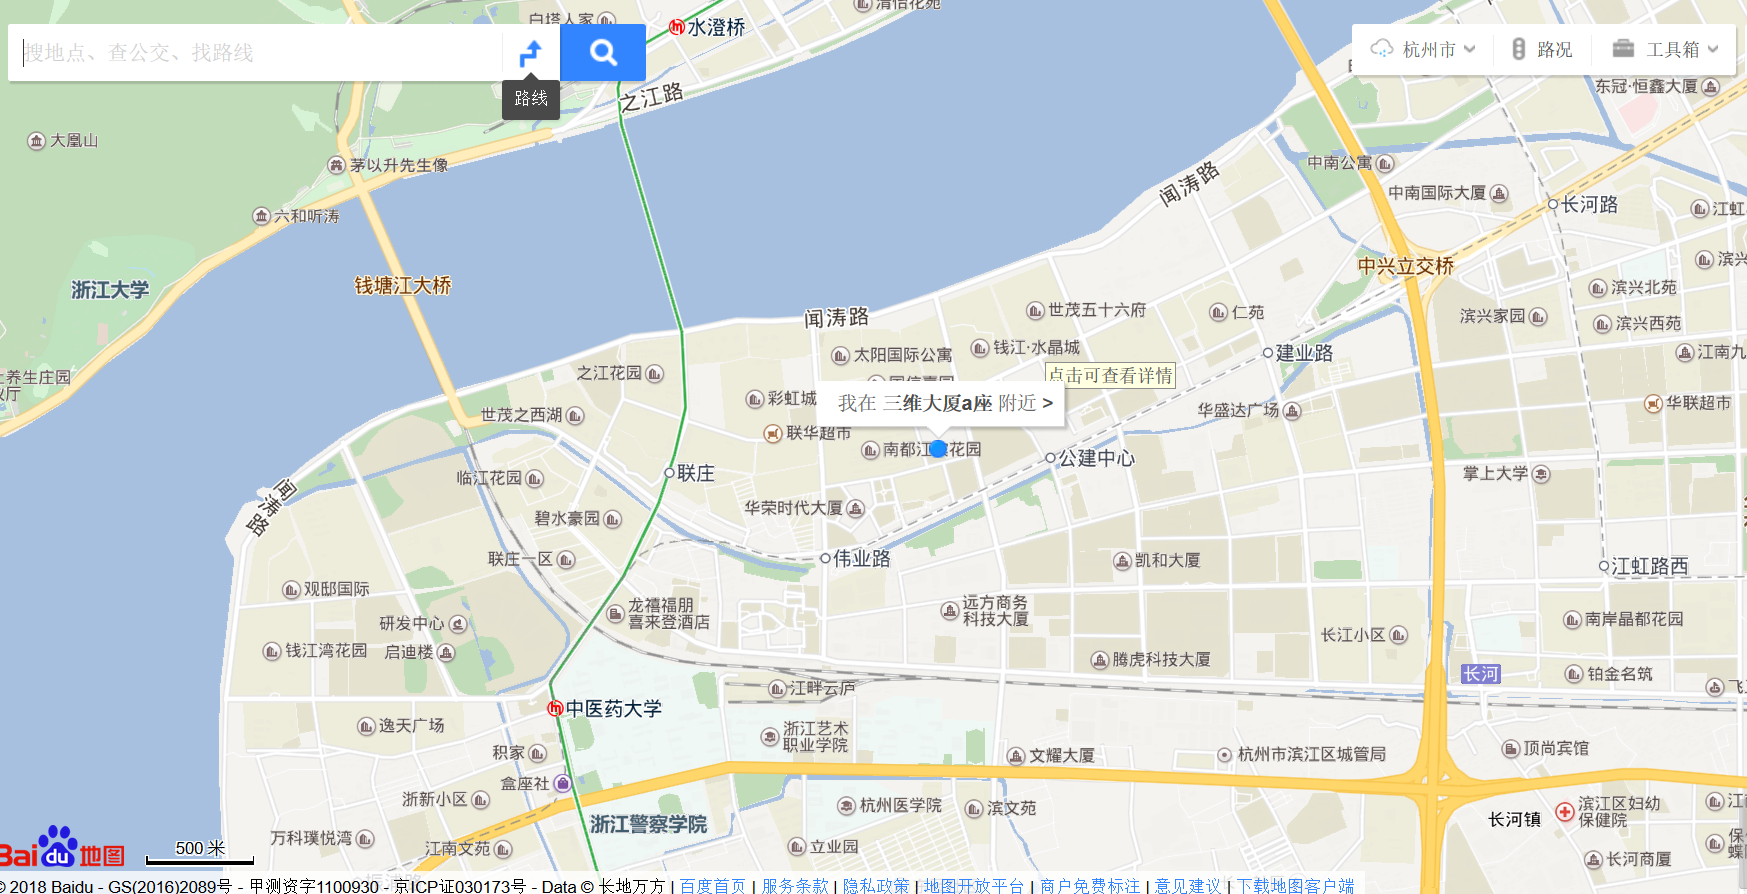 白塔人家
水澄桥
清怡花苑
搜地点、查公交、找路线
路线
之江路
杭州市
路况
工具箱
东冠·恒鑫大厦
大凰山
茅以升先生像
六和听涛
闻涛路
中南公寓
中南国际大厦
长河路
江虹
浙江大学
钱塘江大桥
中兴立交桥
滨兴
滨兴北苑
闻涛路
世茂五十六府
仁苑
滨兴家园
滨兴西苑
太阳国际公寓
钱江·水晶城
建业路
江南九
养生庄园
议厅
之江花园
国信嘉园
点击可查看详情
彩虹城
我在 三维大厦a座 附近 >
世茂之西湖
华盛达广场
华联超市
联华超市
南都江滨花园
公建中心
临江花园
联庄
掌上大学
闻涛路
碧水豪园
华荣时代大厦
联庄一区
伟业路
凯和大厦
江虹路西
观邸国际
龙禧福朋
喜来登酒店
远方商务
科技大厦
研发中心
南岸晶都花园
钱江湾花园
启迪楼
长江小区
腾虎科技大厦
长河
铂金名筑
江畔云庐
飞
中医药大学
逸天广场
浙江艺术
职业学院
积家
文耀大厦
杭州市滨江区城管局
顶尚宾馆
盒座社
浙新小区
杭州医学院
滨文苑
长河镇
滨江区妇幼
保健院
江
浙江警察学院
万科璞悦湾
江南文苑
立业园
长河商厦
保
蝶
Baidu地图
500 米
© 2018 Baidu - GS(2016)2089号 - 甲测资字1100930 - 京ICP证030173号 - Data © 长地万方 | 百度首页 | 服务条款 | 隐私政策 | 地图开放平台 | 商户免费标注 | 意见建议 | 下载地图客户端